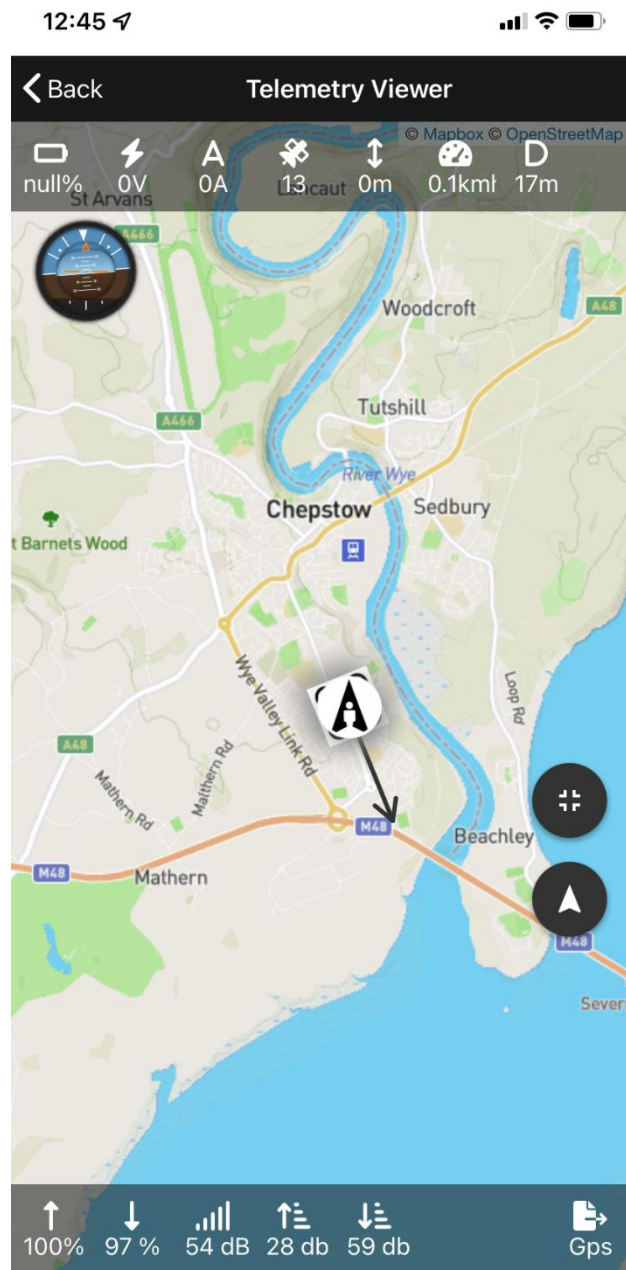 12:45
Back
Telemetry Viewer
© Mapbox © OpenStreetMap
null%
0V
A
0A
13
0m
0.1kmh
D
17m
Lancaut
St Arvans
A466
Woodcroft
A48
Tutshill
A466
River Wye
Chepstow
Sedbury
t Barnets Wood
Wye Valley Link Rd
Loop Rd
A48
Mathern Rd
Malthern Rd
M48
Beachley
M48
Mathern
M48
Sever
100%
97 %
54 dB
28 db
59 db
Gps